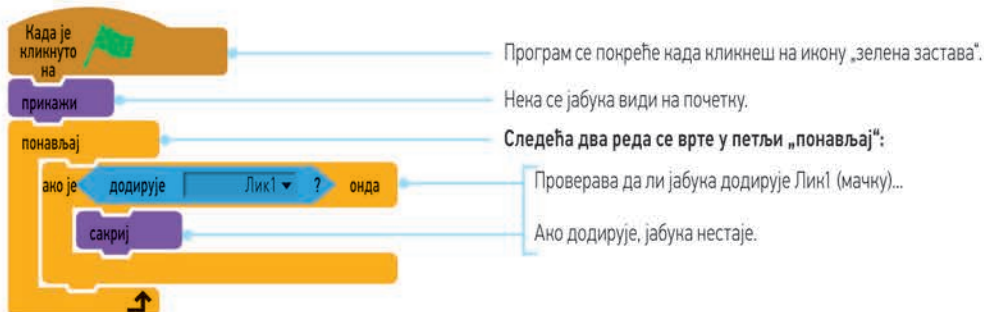 Када је
кликнуто
на
Програм се покреће када кликнеш на икону „зелена застава“.
прикажи
Нека се јабука види на почетку.
понављај
Следећа два реда се врте у петљи „понављај“:
ако је додирује Лик1 ? онда
Проверава да ли јабука додирује Лик1 (мачку)...
сакриј
Ако додирује, јабука нестаје.